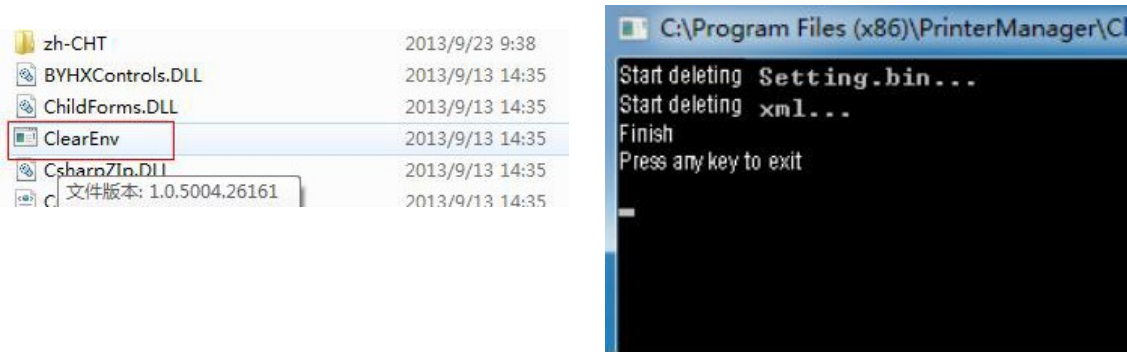 zh-CHT 2013/9/23 9:38
BYHXControls.DLL 2013/9/13 14:35
ChildForms.DLL 2013/9/13 14:35
ClearEnv 2013/9/13 14:35
CsharpZIp.DLL 2013/9/13 14:35
文件版本: 1.0.5004.26161
C 2013/9/13 14:35
C:\Program Files (x86)\PrinterManager\Cl
Start deleting Setting.bin...
Start deleting xml...
Finish
Press any key to exit